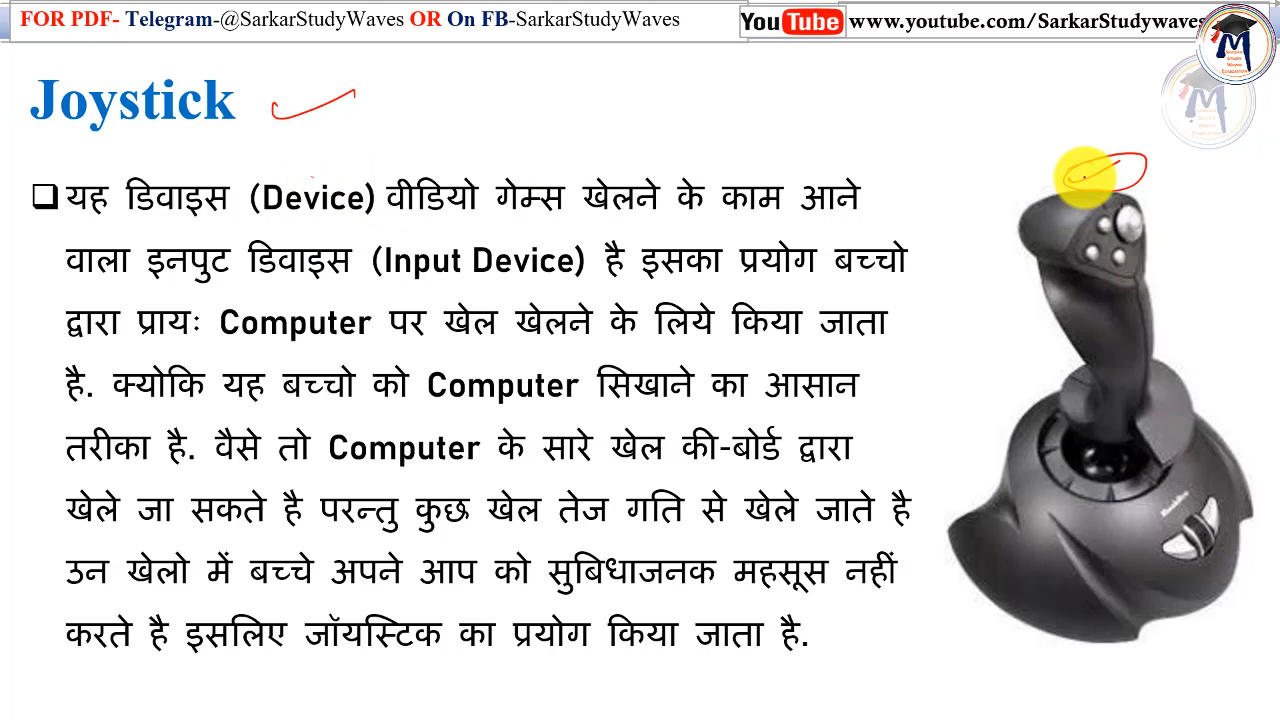 FOR PDF- Telegram-@SarkarStudyWaves OR On FB-SarkarStudyWaves
YouTube www.youtube.com/SarkarStudywaves
Joystick
यह डिवाइस (Device) वीडियो गेम्स खेलने के काम आने
वाला इनपुट डिवाइस (Input Device) है इसका प्रयोग बच्चो
द्वारा प्रायः Computer पर खेल खेलने के लिये किया जाता
है. क्योकि यह बच्चो को Computer सिखाने का आसान
तरीका है. वैसे तो Computer के सारे खेल की-बोर्ड द्वारा
खेले जा सकते है परन्तु कुछ खेल तेज गति से खेले जाते है
उन खेलो में बच्चे अपने आप को सुबिधाजनक महसूस नहीं
करते है इसलिए जॉयस्टिक का प्रयोग किया जाता है.